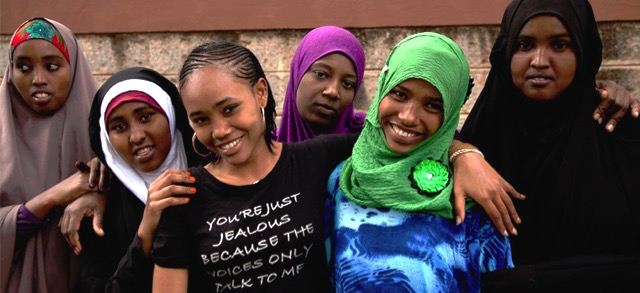 YOU'RE JUST
JEALOUS
BECAUSE THE
VOICES ONLY
TALK TO ME